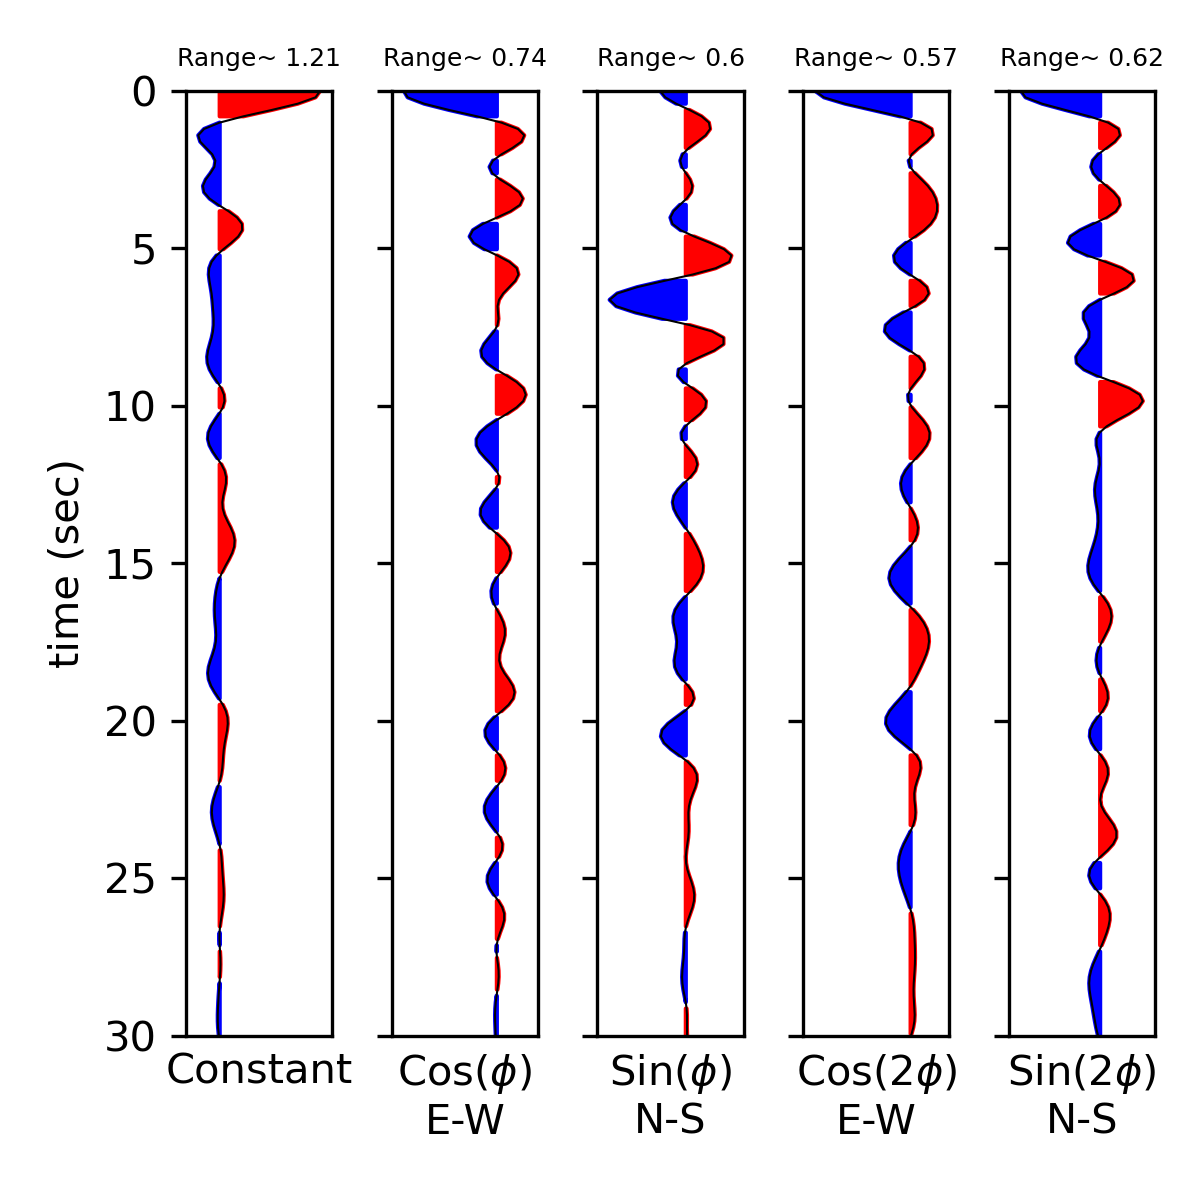 Range~ 1.21 Range~ 0.74 Range~ 0.6 Range~ 0.57 Range~ 0.62
0
5
10
15
20
25
30
time (sec)
Constant Cos(ϕ) Sin(ϕ) Cos(2ϕ) Sin(2ϕ)
E-W N-S E-W N-S